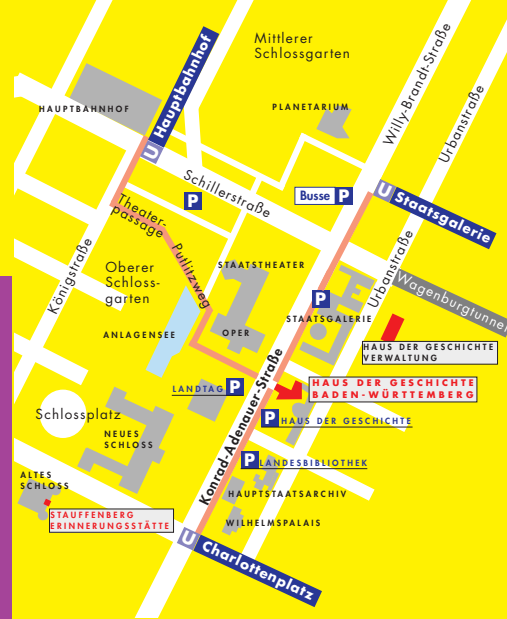 Mittlerer
Schlossgarten
Willy-Brandt-Straße
U Hauptbahnhof
HAUPTBAHNHOF
PLANETARIUM
Urbanstraße
Schillerstraße
P
Busse P
U Staatsgalerie
Theater-
passage
Putlitzweg
Königstraße
Oberer
Schloss-
garten
STAATSTHEATER
Urbanstraße
Wagenburgtunnel
P
STAATSGALERIE
ANLAGENSEE
OPER
HAUS DER GESCHICHTE
VERWALTUNG
LANDTAG P
HAUS DER GESCHICHTE
BADEN-WÜRTTEMBERG
Konrad-Adenauer-Straße
Schlossplatz
P HAUS DER GESCHICHTE
NEUES
SCHLOSS
P LANDESBIBLIOTHEK
ALTES
SCHLOSS
HAUPTSTAATSARCHIV
STAUFFENBERG
ERINNERUNGSSTÄTTE
WILHELMSPALAIS
U Charlottenplatz